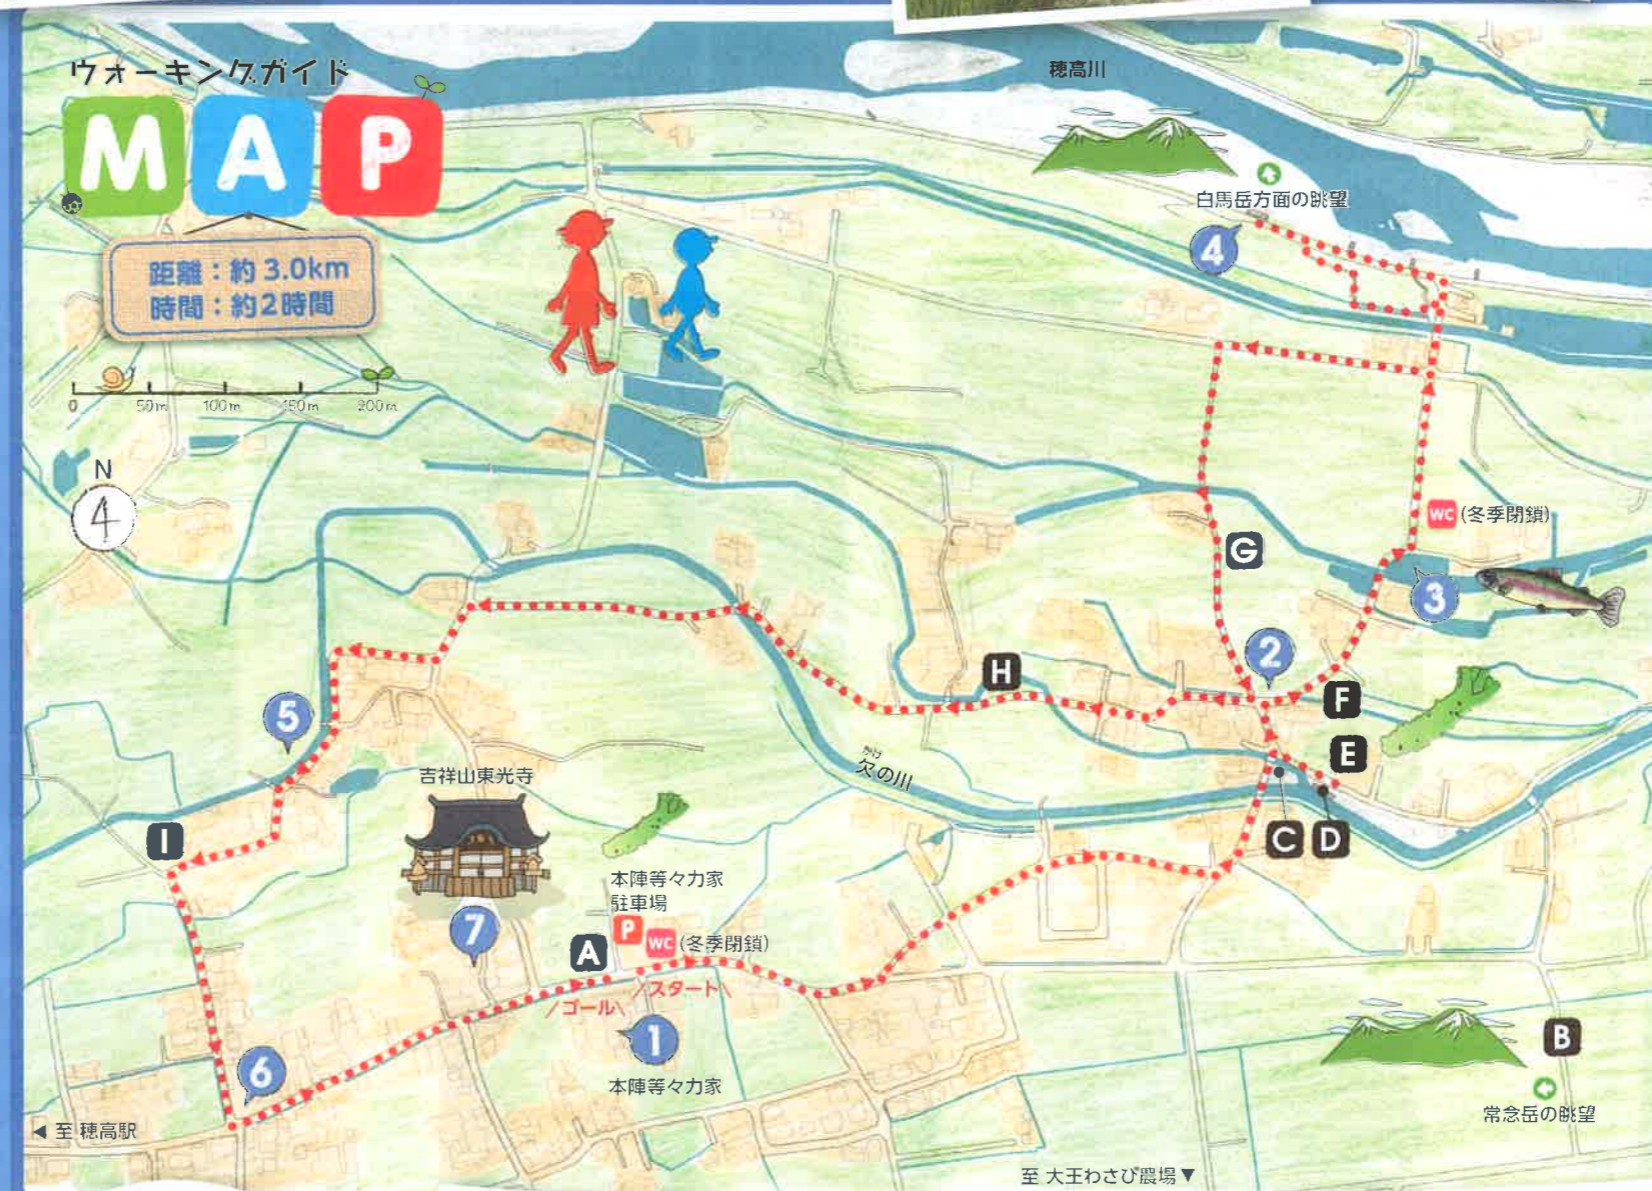 ウォーキングガイド
MAP
距離：約 3.0km
時間：約2時間
0 50m 100m 150m 200m
N
4
穂高川
白馬岳方面の眺望
4
WC (冬季閉鎖)
G
3
2
H
F
E
5
かけ
欠の川
吉祥山東光寺
C D
I
本陣等々力家
駐車場
7
A
P
WC (冬季閉鎖)
スタート
ゴール
1
B
6
本陣等々力家
常念岳の眺望
◀ 至 穂高駅
至 大王わさび農場▼